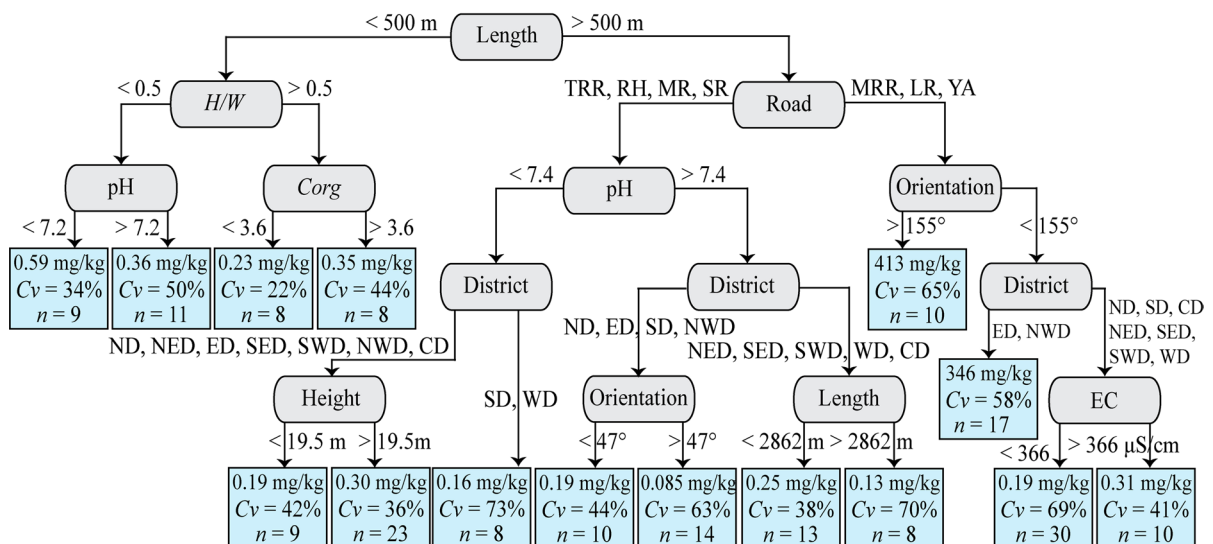 Length
< 500 m
> 500 m
H/W
< 0.5
> 0.5
Road
TRR, RH, MR, SR
MRR, LR, YA
pH
< 7.2
> 7.2
Corg
< 3.6
> 3.6
pH
< 7.4
> 7.4
Orientation
> 155°
< 155°
0.59 mg/kg
Cv = 34%
n = 9
0.36 mg/kg
Cv = 50%
n = 11
0.23 mg/kg
Cv = 22%
n = 8
0.35 mg/kg
Cv = 44%
n = 8
District
ND, NED, ED, SED, SWD, NWD, CD
SD, WD
District
ND, ED, SD, NWD
NED, SED, SWD, WD, CD
413 mg/kg
Cv = 65%
n = 10
District
ED, NWD
ND, SD, CD
NED, SED,
SWD, WD
Height
<19.5 m
>19.5m
Orientation
<47°
>47°
Length
< 2862 m
> 2862 m
346 mg/kg
Cv = 58%
n = 17
EC
< 366
> 366 µS/cm
0.19 mg/kg
Cv = 42%
n = 9
0.30 mg/kg
Cv = 36%
n = 23
0.16 mg/kg
Cv = 73%
n = 8
0.19 mg/kg
Cv = 44%
n = 10
0.085 mg/kg
Cv = 63%
n = 14
0.25 mg/kg
Cv = 38%
n = 13
0.13 mg/kg
Cv = 70%
n = 8
0.19 mg/kg
Cv = 69%
n = 30
0.31 mg/kg
Cv = 41%
n = 10